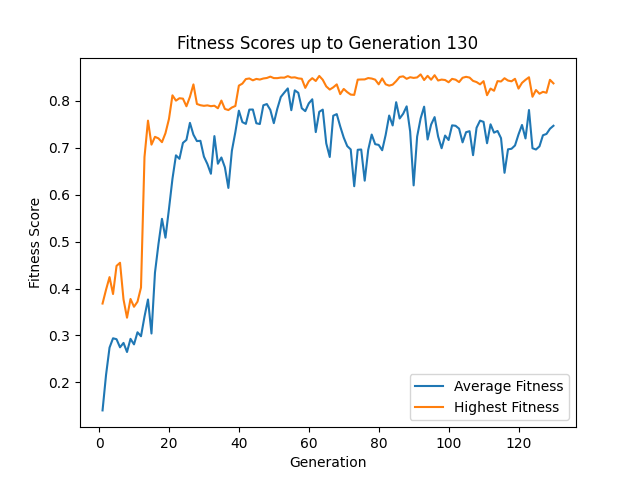 Fitness Scores up to Generation 130
Fitness Score
0.8
0.7
0.6
0.5
0.4
0.3
0.2
0 20 40 60 80 100 120
Generation
Average Fitness
Highest Fitness